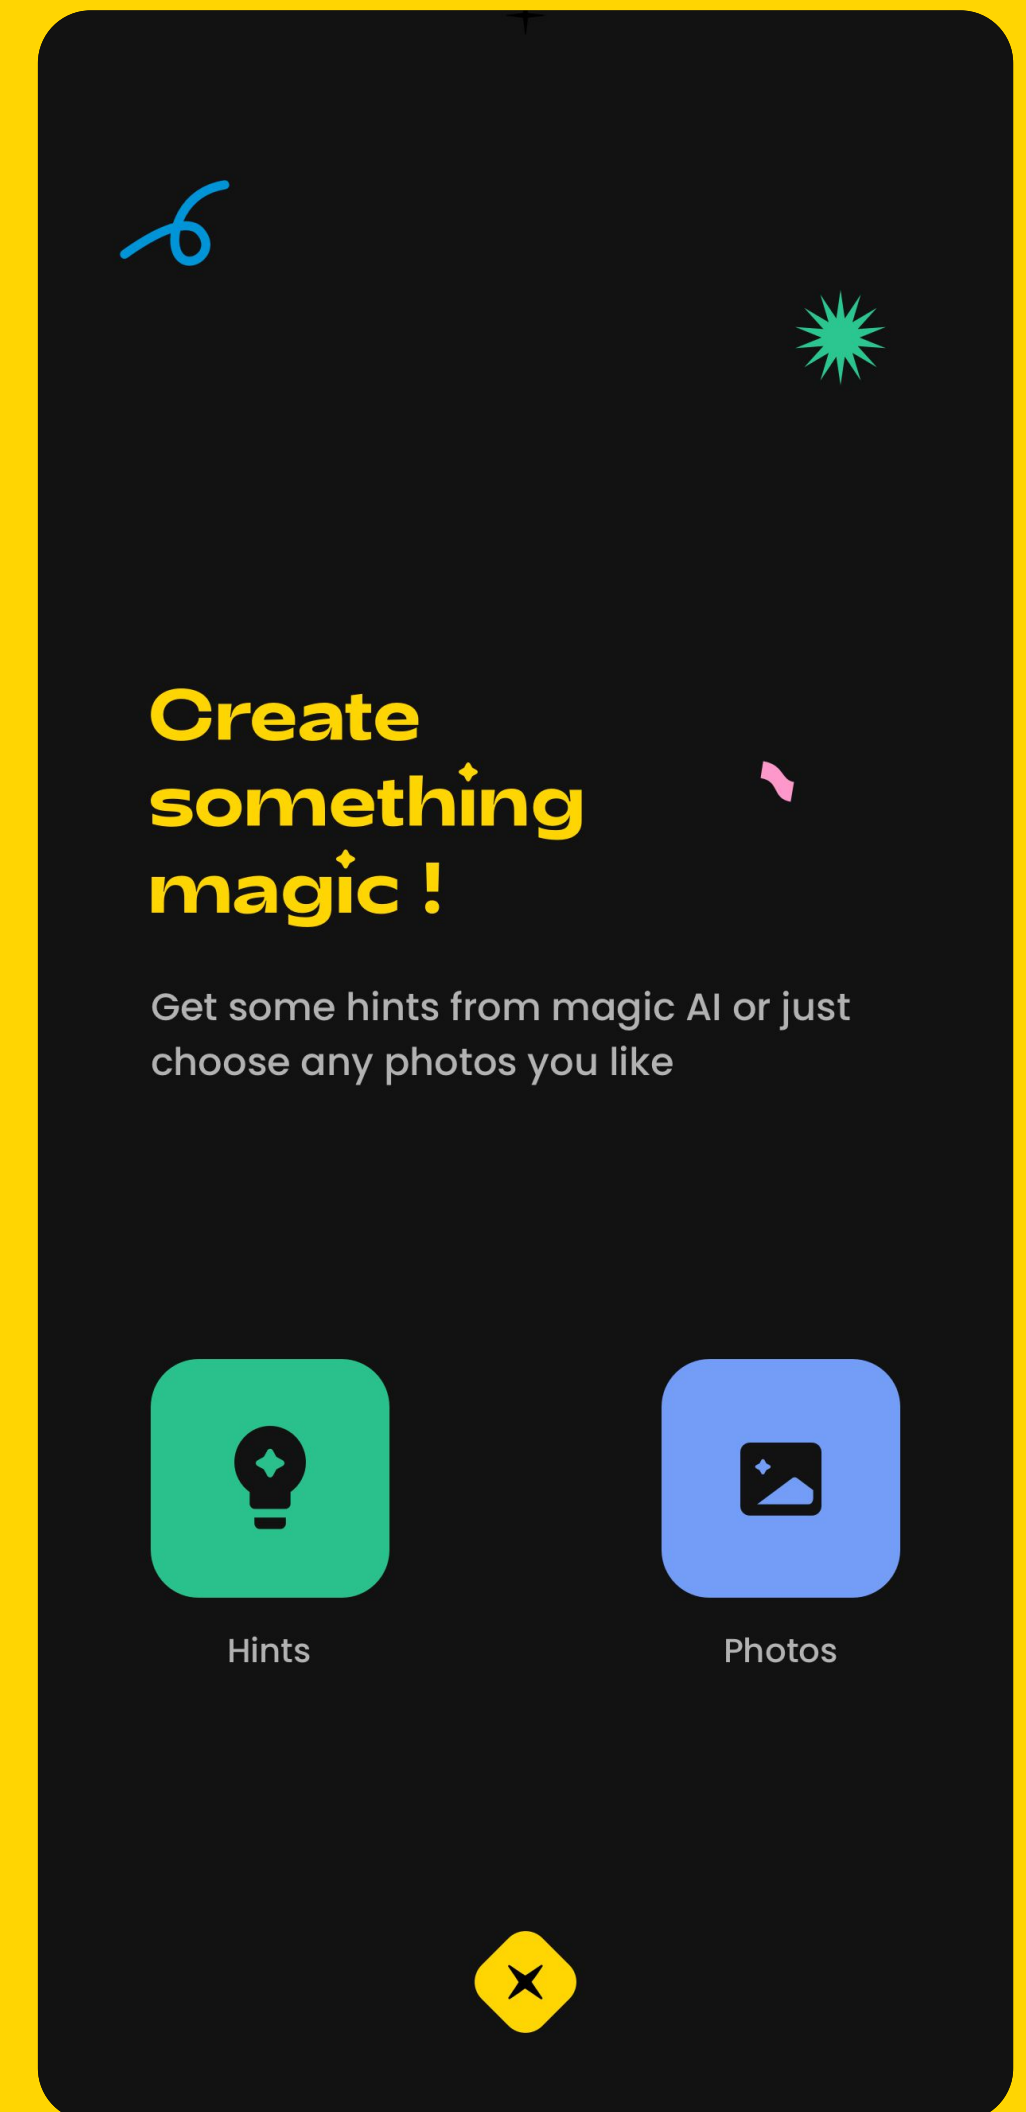 Create
something
magic !
Get some hints from magic AI or just
choose any photos you like
Hints
Photos